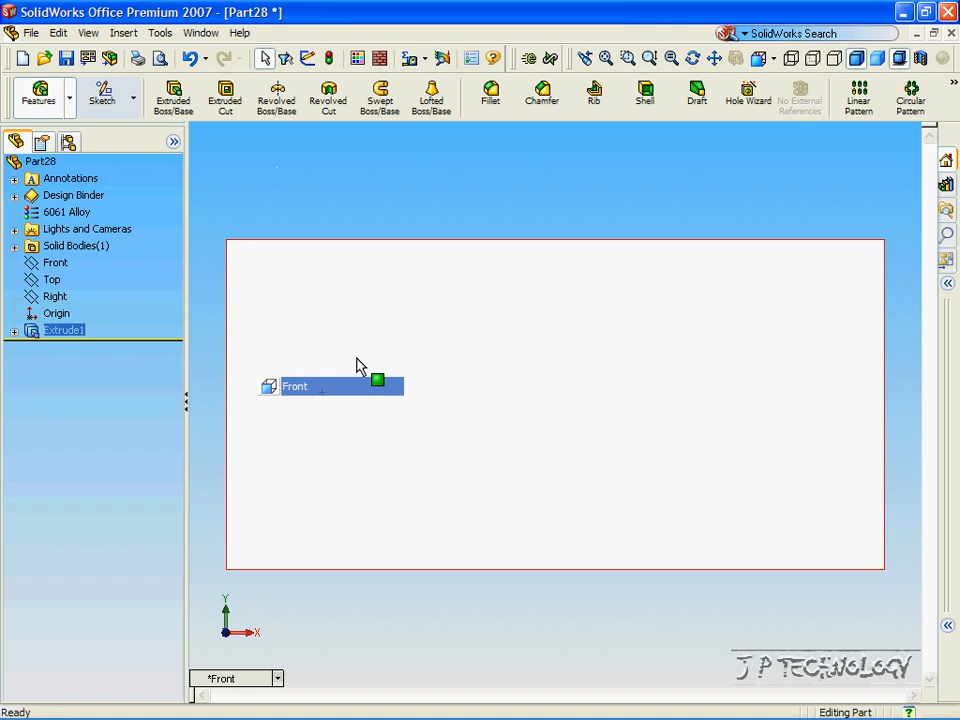 SolidWorks Office Premium 2007 - [Part28 *]
File Edit View Insert Tools Window Help
SolidWorks Search
Features Sketch Extruded Boss/Base Extruded Cut Revolved Boss/Base Revolved Cut Swept Boss/Base Lofted Boss/Base Fillet Chamfer Rib Shell Draft Hole Wizard No External References Linear Pattern Circular Pattern
Part28
Annotations
Design Binder
6061 Alloy
Lights and Cameras
Solid Bodies(1)
Front
Top
Right
Origin
Extrude1
Front
Y
X
*Front
J P TECHNOLOGY
Ready
Editing Part